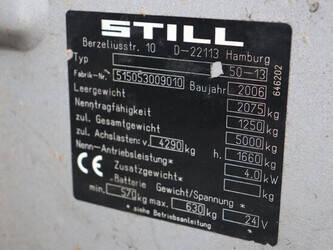 STILL
Berzeliusstr. 10 D-22113 Hamburg
Typ 50-13
Fabrik-Nr. 515053009010 Baujahr 2006
Leergewicht 2075 kg
Nenntragfähigkeit 1250 kg
zul. Gesamtgewicht 5000 kg
zul. Achslasten v. 4290 kg h. 1660 kg
Nenn-Antriebsleistung* 4.0 kW
CE Zusatzgewicht* kg
Batterie Gewicht/Spannung *
min. 570 kg max. 630 kg 24 V
* siehe Betriebsanleitung *
646202